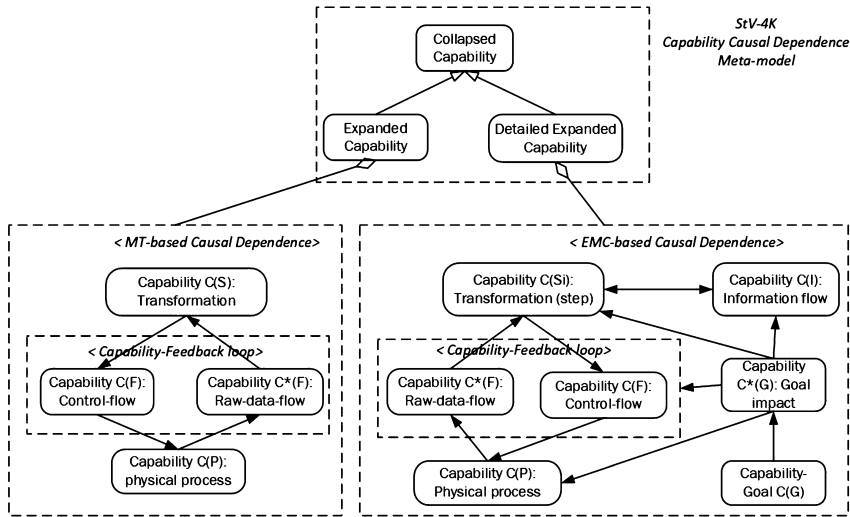 StV-4K
Capability Causal Dependence
Meta-model
Collapsed
Capability
Expanded
Capability
Detailed Expanded
Capability
< MT-based Causal Dependence>
Capability C(S):
Transformation
< Capability-Feedback loop>
Capability C(F):
Control-flow
Capability C*(F):
Raw-data-flow
Capability C(P):
physical process
< EMC-based Causal Dependence>
Capability C(Si):
Transformation (step)
Capability C(I):
Information flow
< Capability-Feedback loop>
Capability C*(F):
Raw-data-flow
Capability C(F):
Control-flow
Capability
C*(G): Goal
impact
Capability C(P):
Physical process
Capability-
Goal C(G)